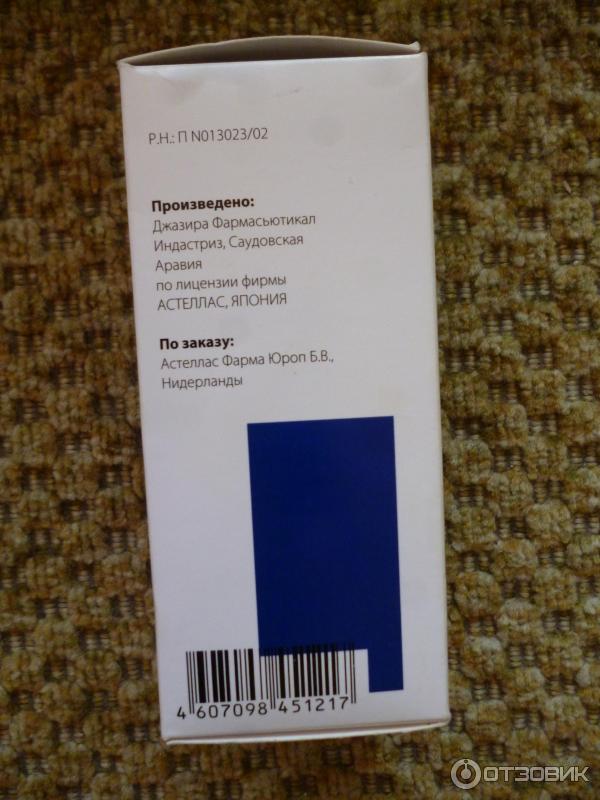 Р.Н.: П N013023/02
Произведено:
Джазира Фармасьютикал
Индастриз, Саудовская
Аравия
по лицензии фирмы
АСТЕЛЛАС, ЯПОНИЯ
По заказу:
Астеллас Фарма Юроп Б.В.,
Нидерланды
4 607098 451217
ОТЗОВИК